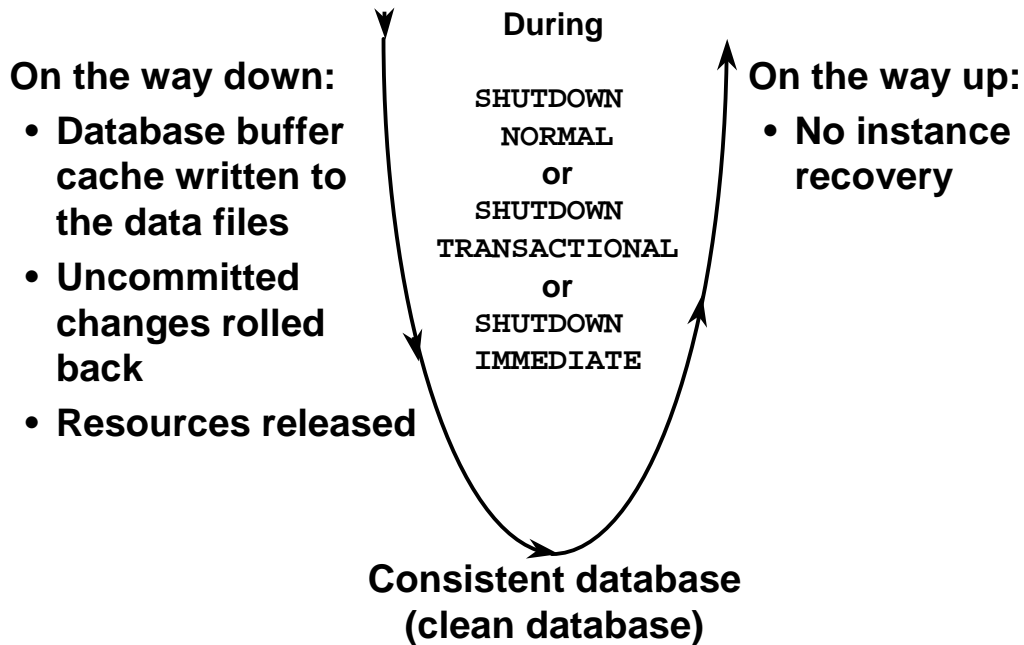 During
On the way down:
• Database buffer
cache written to
the data files
• Uncommitted
changes rolled
back
• Resources released
SHUTDOWN
NORMAL
or
SHUTDOWN
TRANSACTIONAL
or
SHUTDOWN
IMMEDIATE
On the way up:
• No instance
recovery
Consistent database
(clean database)